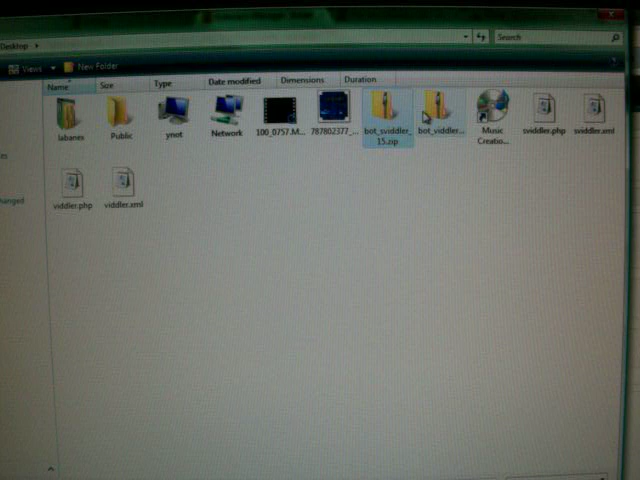 Desktop
Search
Views
New Folder
Name Size Type Date modified Dimensions Duration
labanes Public ynot Network 100_0757.M... 787802377_... bot_sviddler_ bot_viddler... Music sviddler.php sviddler.xml
15.zip Creatio...
viddler.php viddler.xml
hanged